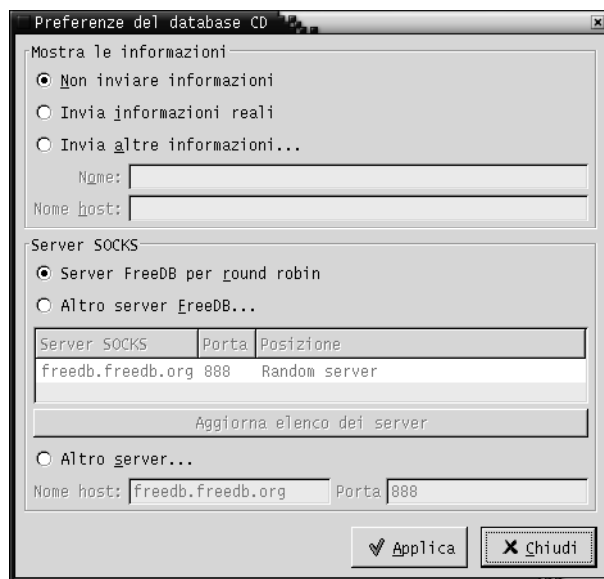 Preferenze del database CD
Mostra le informazioni
Non inviare informazioni
Invia informazioni reali
Invia altre informazioni...
Nome:
Nome host:
Server SOCKS
Server FreeDB per round robin
Altro server FreeDB...
Server SOCKS Porta Posizione
freedb.freedb.org 888 Random server
Aggiorna elenco dei server
Altro server...
Nome host: freedb.freedb.org Porta 888
Applica Chiudi